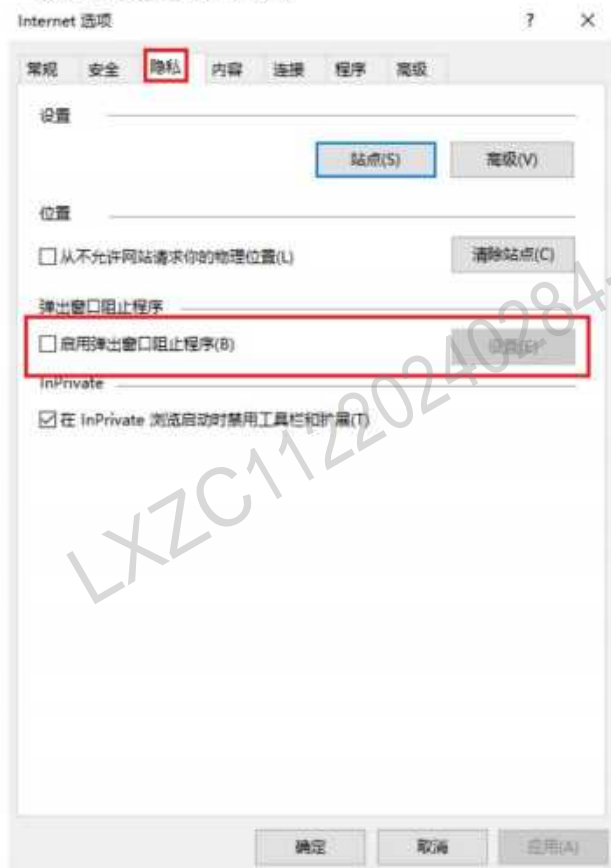 Internet 选项 ? ×
常规 安全 隐私 内容 连接 程序 高级
设置
站点(S) 高级(V)
位置
从不允许网站请求你的物理位置(L) 清除站点(C)
弹出窗口阻止程序
启用弹出窗口阻止程序(B) 设置(E)
InPrivate
在 InPrivate 浏览启动时禁用工具栏和扩展(T)
LXZC11220240284-
确定 取消 应用(A)